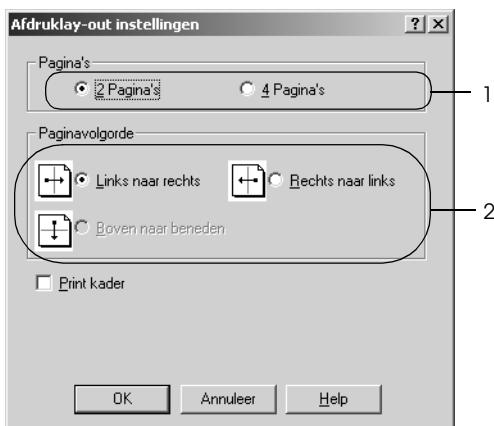 Afdruklay-out instellingen
Pagina's
2 Pagina's 4 Pagina's
1
Paginavolgorde
Links naar rechts Rechts naar links
2
Boven naar beneden
Print kader
OK Annuleer Help